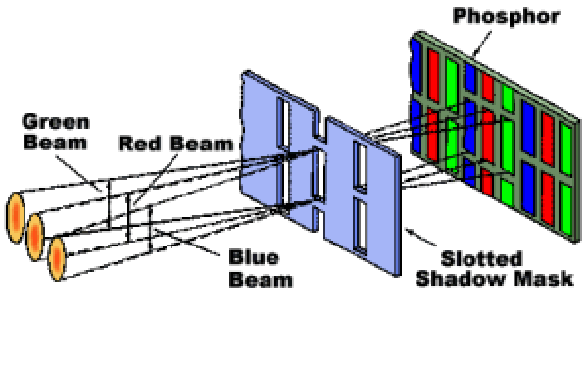 Phosphor
Green
Beam
Red Beam
Blue
Beam
Slotted
Shadow Mask